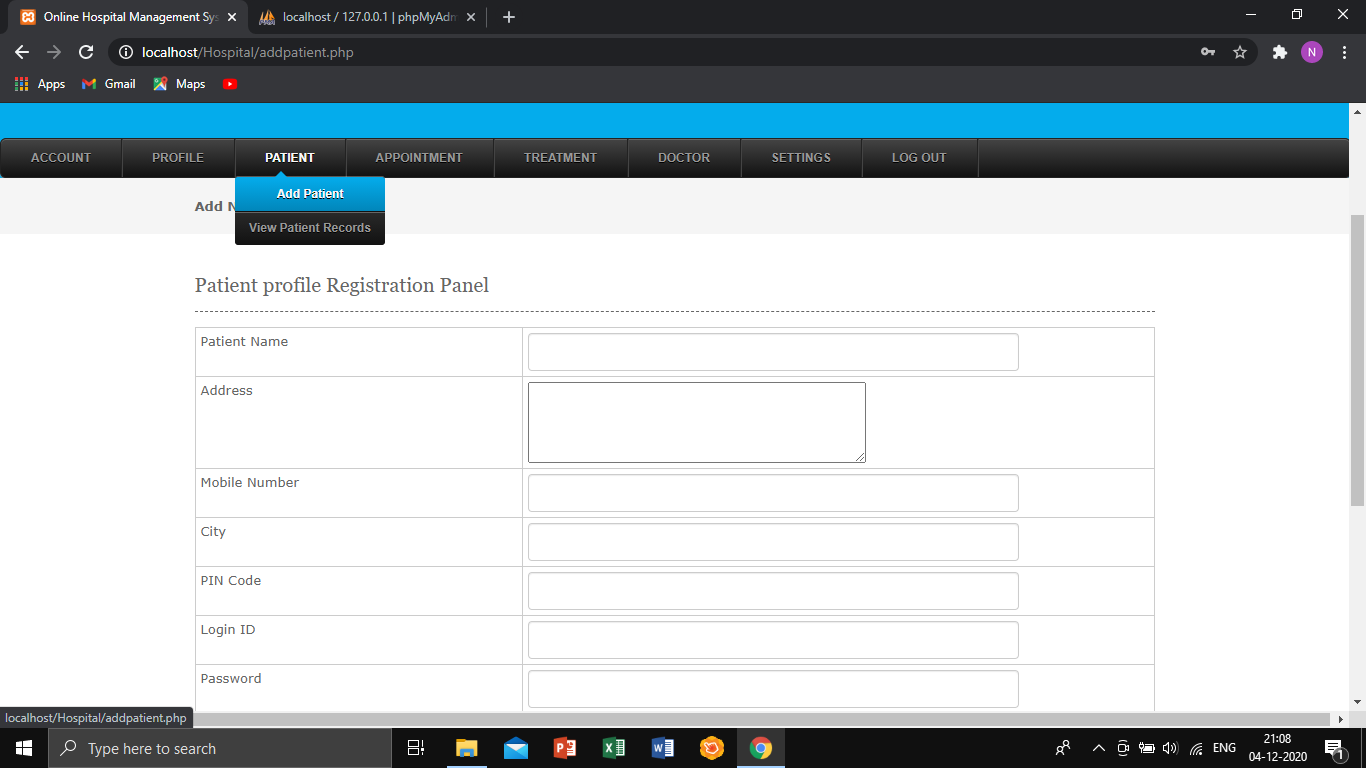 Online Hospital Management Sys
localhost / 127.0.0.1 | phpMyAdm
localhost/Hospital/addpatient.php
N
Apps Gmail Maps
ACCOUNT PROFILE PATIENT APPOINTMENT TREATMENT DOCTOR SETTINGS LOG OUT
Add Patient
Add N
View Patient Records
Patient profile Registration Panel
Patient Name
Address
Mobile Number
City
PIN Code
Login ID
Password
localhost/Hospital/addpatient.php
Type here to search
ENG
21:08
04-12-2020
1